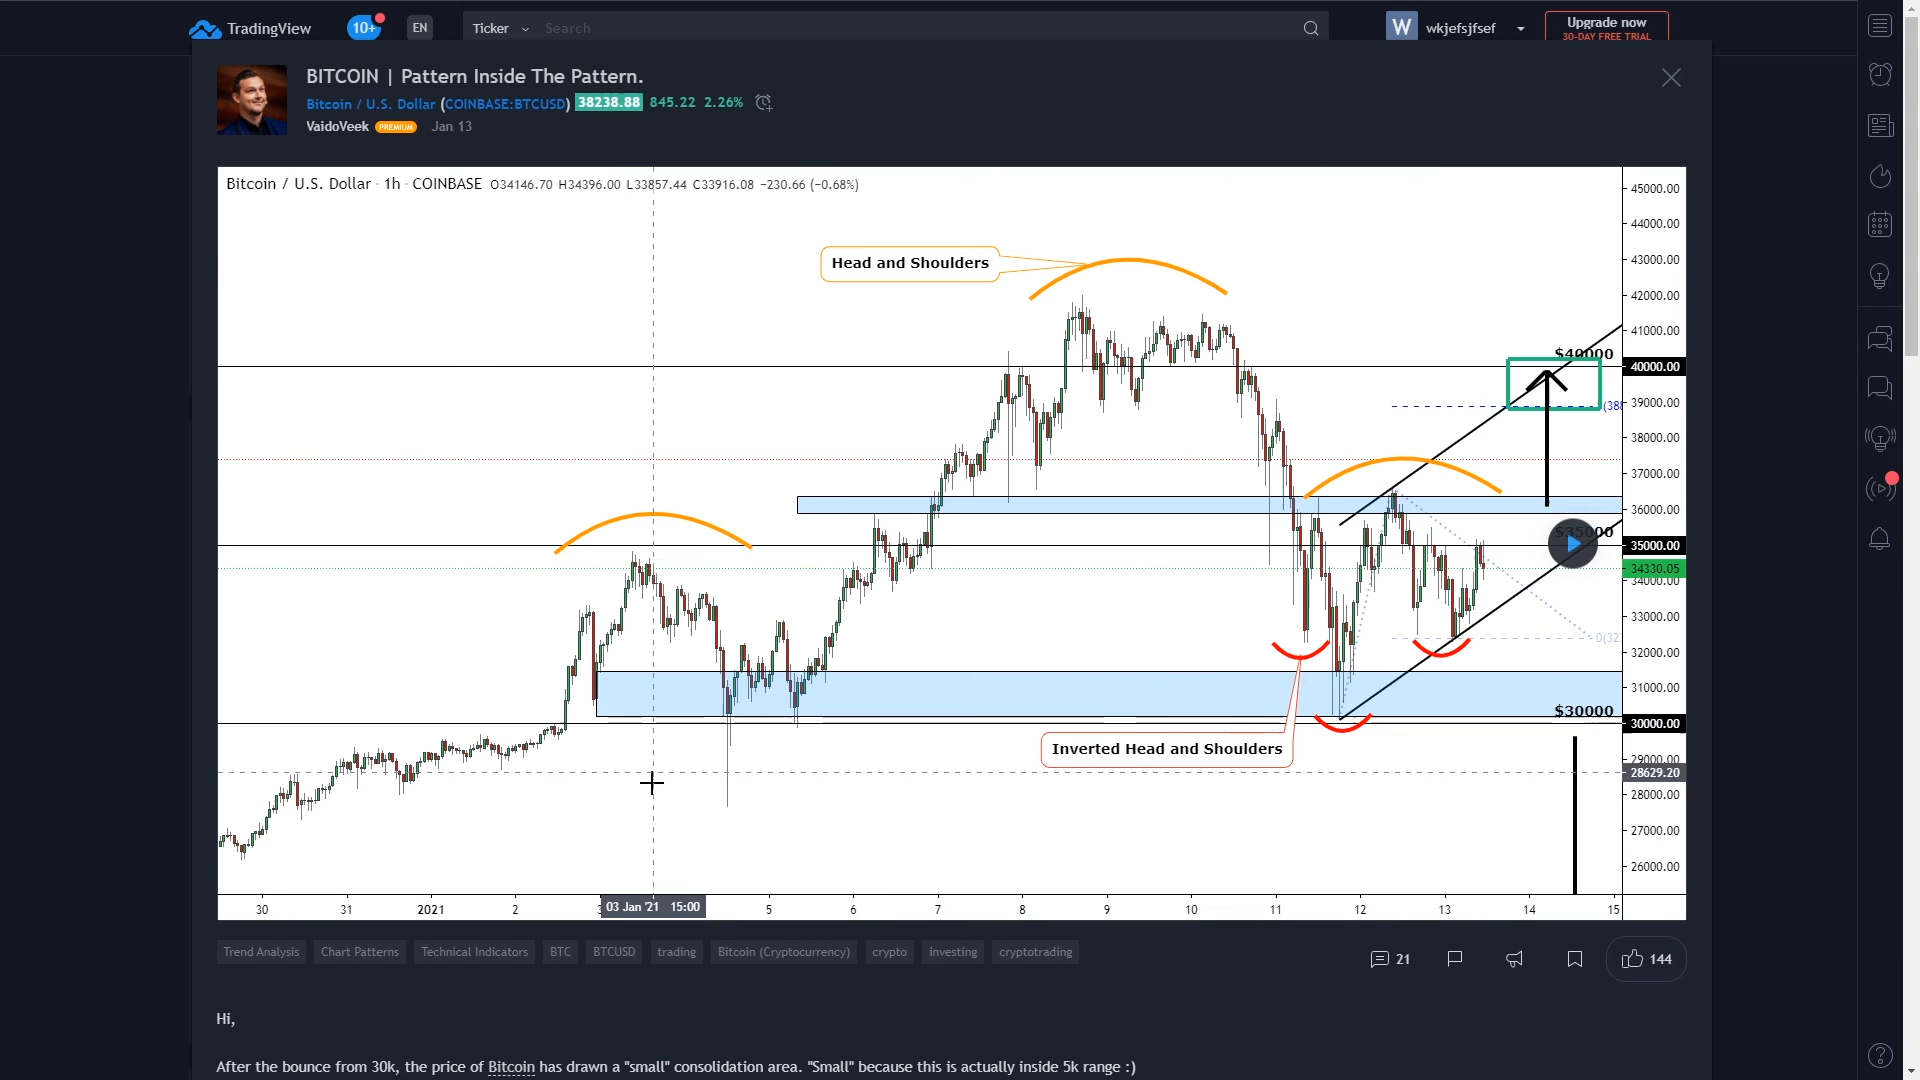 TradingView
10+
EN
Ticker
Search
W
wkjefsjfsef
Upgrade now
30-DAY FREE TRIAL
BITCOIN | Pattern Inside The Pattern.
Bitcoin / U.S. Dollar (COINBASE:BTCUSD) 38238.88 845.22 2.26%
VaidoVeek PREMIUM Jan 13
Bitcoin / U.S. Dollar · 1h · COINBASE O34146.70 H34396.00 L33857.44 C33916.08 −230.66 (−0.68%)
45000.00
44000.00
Head and Shoulders
43000.00
42000.00
41000.00
$40000
40000.00
39000.00
38000.00
37000.00
36000.00
$35000
35000.00
34330.05
34000.00
33000.00
32000.00
31000.00
$30000
30000.00
Inverted Head and Shoulders
29000.00
28629.20
28000.00
27000.00
26000.00
30 31 2021 2 03 Jan '21 15:00 5 6 7 8 9 10 11 12 13 14 15
Trend Analysis Chart Patterns Technical Indicators BTC BTCUSD trading Bitcoin (Cryptocurrency) crypto investing cryptotrading
21
144
Hi,
After the bounce from 30k, the price of Bitcoin has drawn a "small" consolidation area. "Small" because this is actually inside 5k range :)